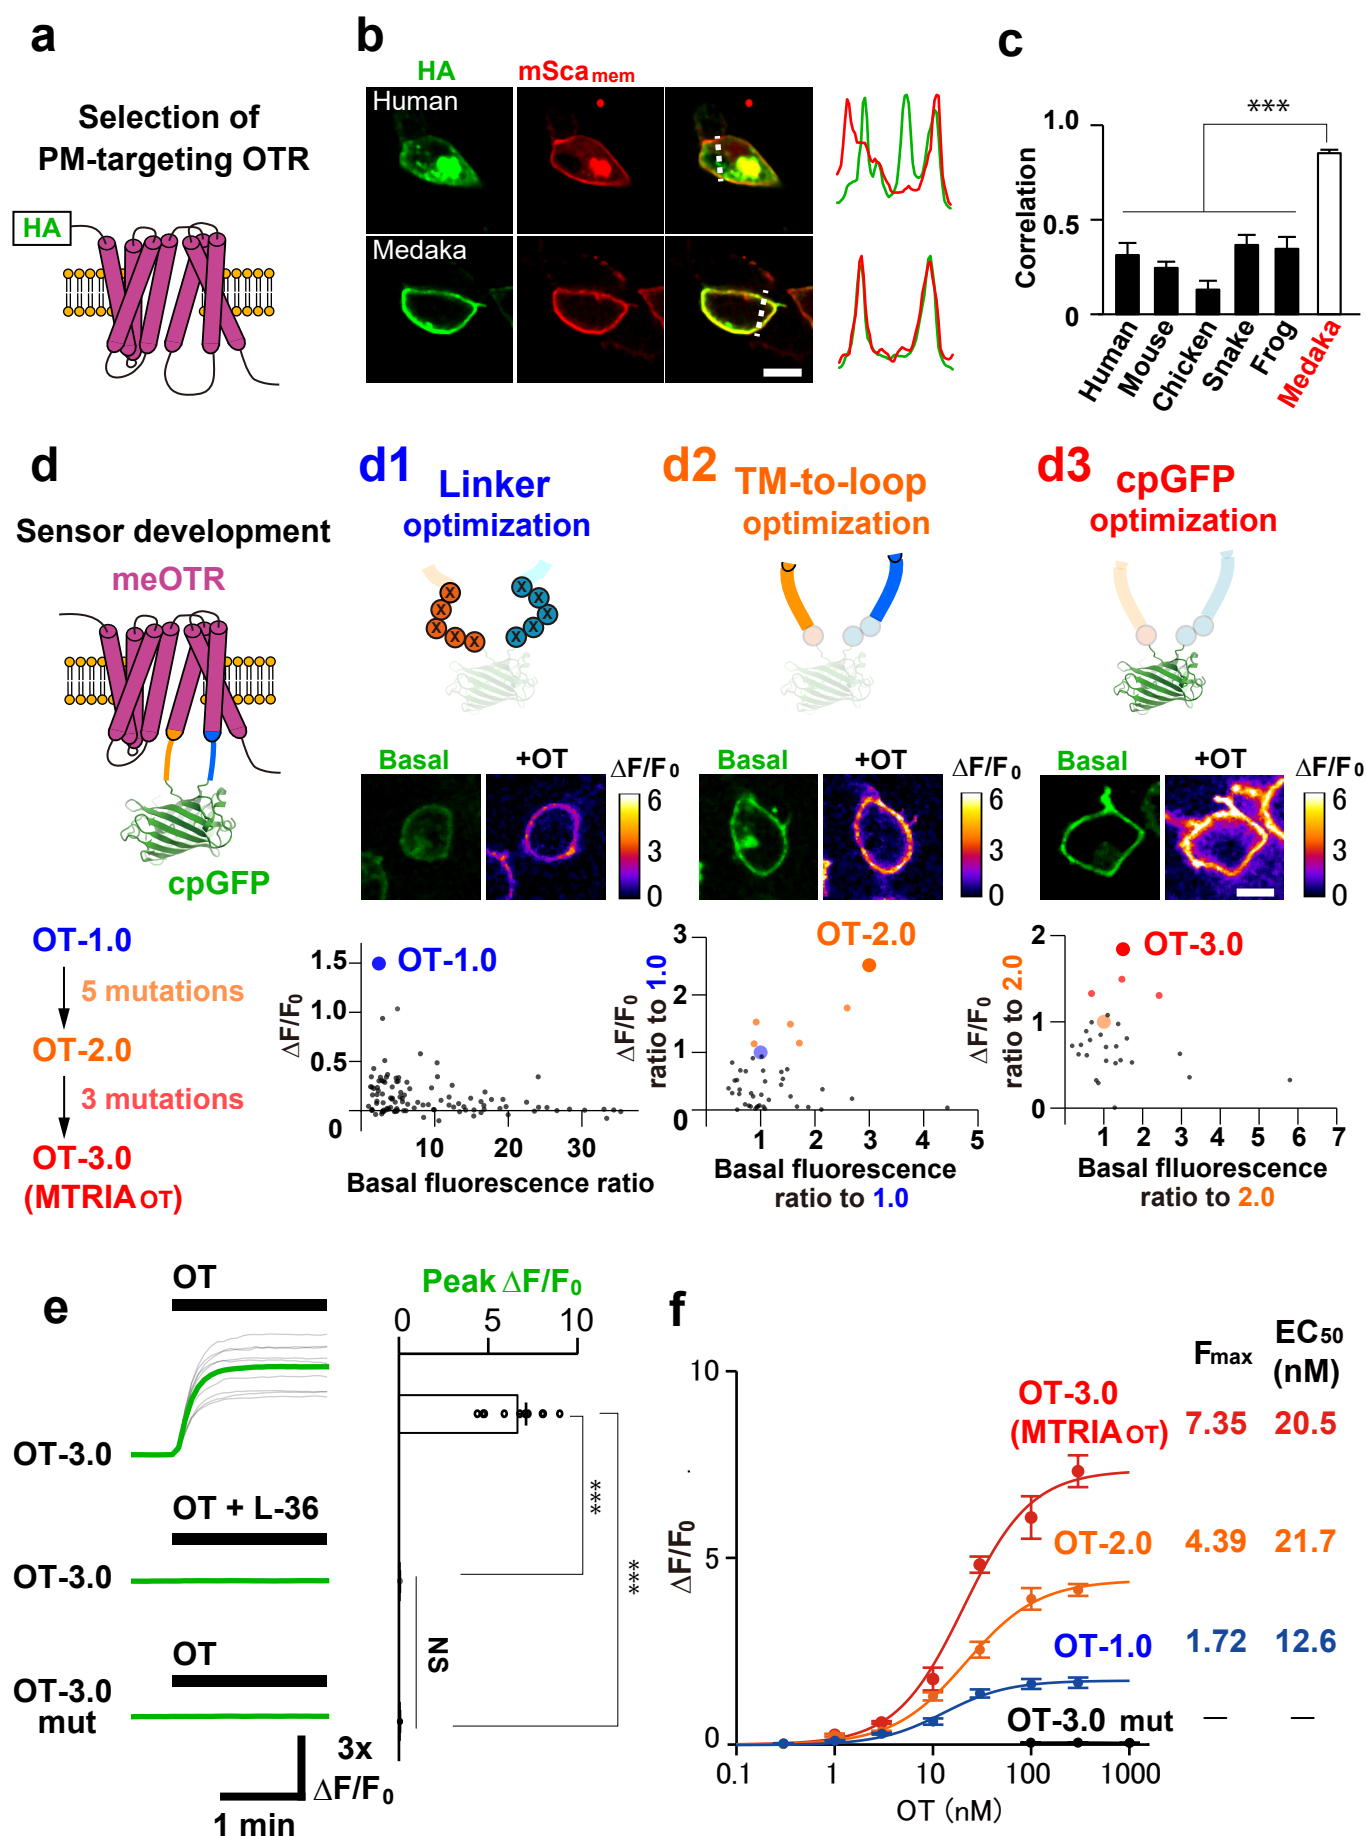 a
Selection of
PM-targeting OTR
HA
b
HA
mSca mem
Human
Medaka
c
***
1.0
0.5
0
Correlation
Human
Mouse
Chicken
Snake
Frog
Medaka
d
Sensor development
meOTR
cpGFP
OT-1.0
5 mutations
OT-2.0
3 mutations
OT-3.0
(MTRIA OT)
d1
Linker
optimization
X X X X X X X X X
Basal
+OT
ΔF/F0
6
3
0
1.5
1.0
0.5
0
ΔF/F0
OT-1.0
10 20 30
Basal fluorescence ratio
d2
TM-to-loop
optimization
Basal
+OT
ΔF/F0
6
3
0
OT-2.0
3
2
1
0
ΔF/F0
ratio to 1.0
1 2 3 4 5
Basal fluorescence
ratio to 1.0
d3
cpGFP
optimization
Basal
+OT
ΔF/F0
6
3
0
OT-3.0
2
1
0
ΔF/F0
ratio to 2.0
1 2 3 4 5 6 7
Basal flluorescence
ratio to 2.0
e
OT
OT-3.0
OT + L-36
OT-3.0
OT
OT-3.0
mut
3x
ΔF/F0
1 min
Peak ΔF/F0
0 5 10
***
***
NS
f
Fmax
EC50
(nM)
10
5
0
ΔF/F0
OT-3.0
(MTRIA OT) 7.35 20.5
OT-2.0 4.39 21.7
OT-1.0 1.72 12.6
OT-3.0 mut — —
0.1 1 10 100 1000
OT (nM)